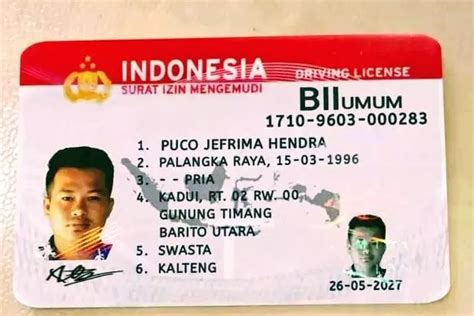 INDONESIA
SURAT IZIN MENGEMUDI
DRIVING LICENSE
BII UMUM
1710-9603-000283
1. PUCO JEFRIMA HENDRA
2. PALANGKA RAYA, 15-03-1996
3. - - PRIA
4. KADUI, RT. 02 RW. 00
GUNUNG TIMANG
BARITO UTARA
5. SWASTA
6. KALTENG
26-05-2027